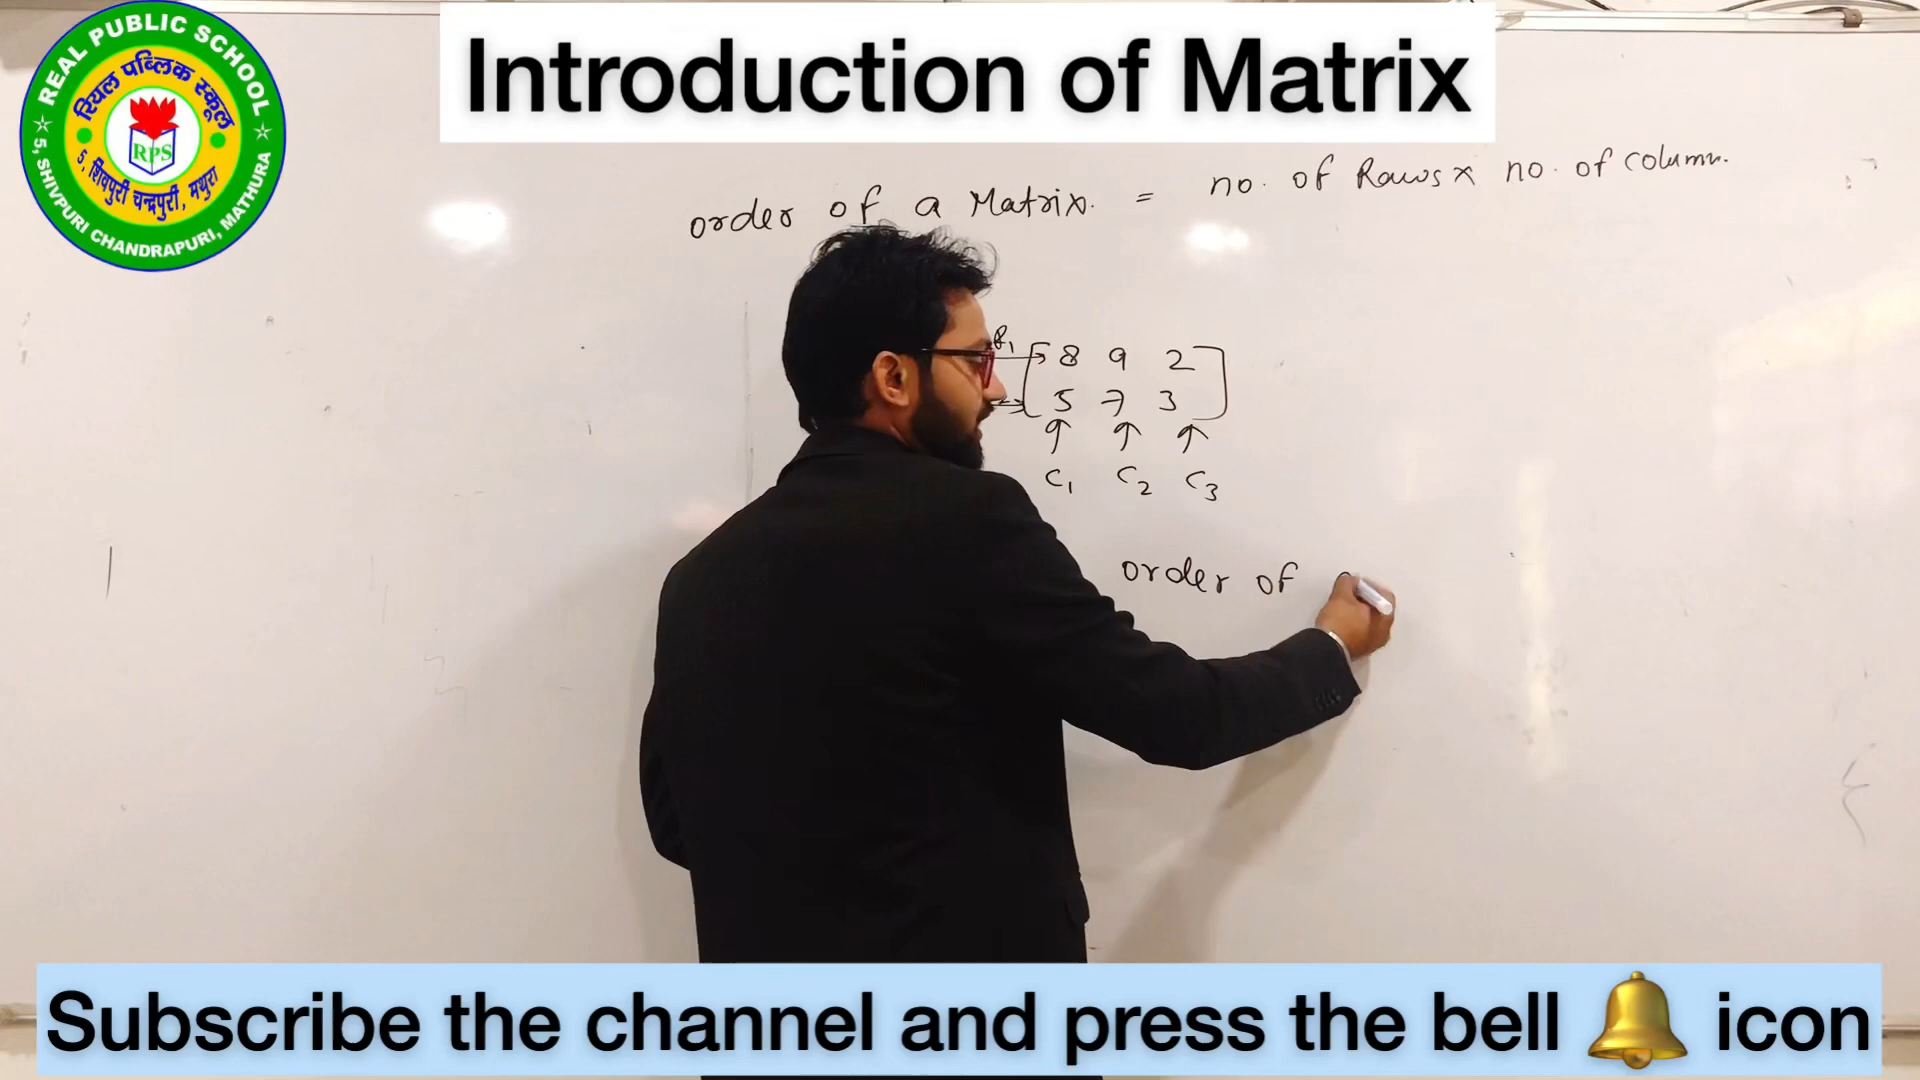 REAL PUBLIC SCHOOL
रियल पब्लिक स्कूल
RPS
5, शिवपुरी चन्द्रपुरी, मथुरा
5, SHIVPURI CHANDRAPURI, MATHURA
Introduction of Matrix
order of a Matrix. = no. of Rows x no. of column.
R1 8 9 2
5 7 3
C1 C2 C3
order of
Subscribe the channel and press the bell 🔔 icon